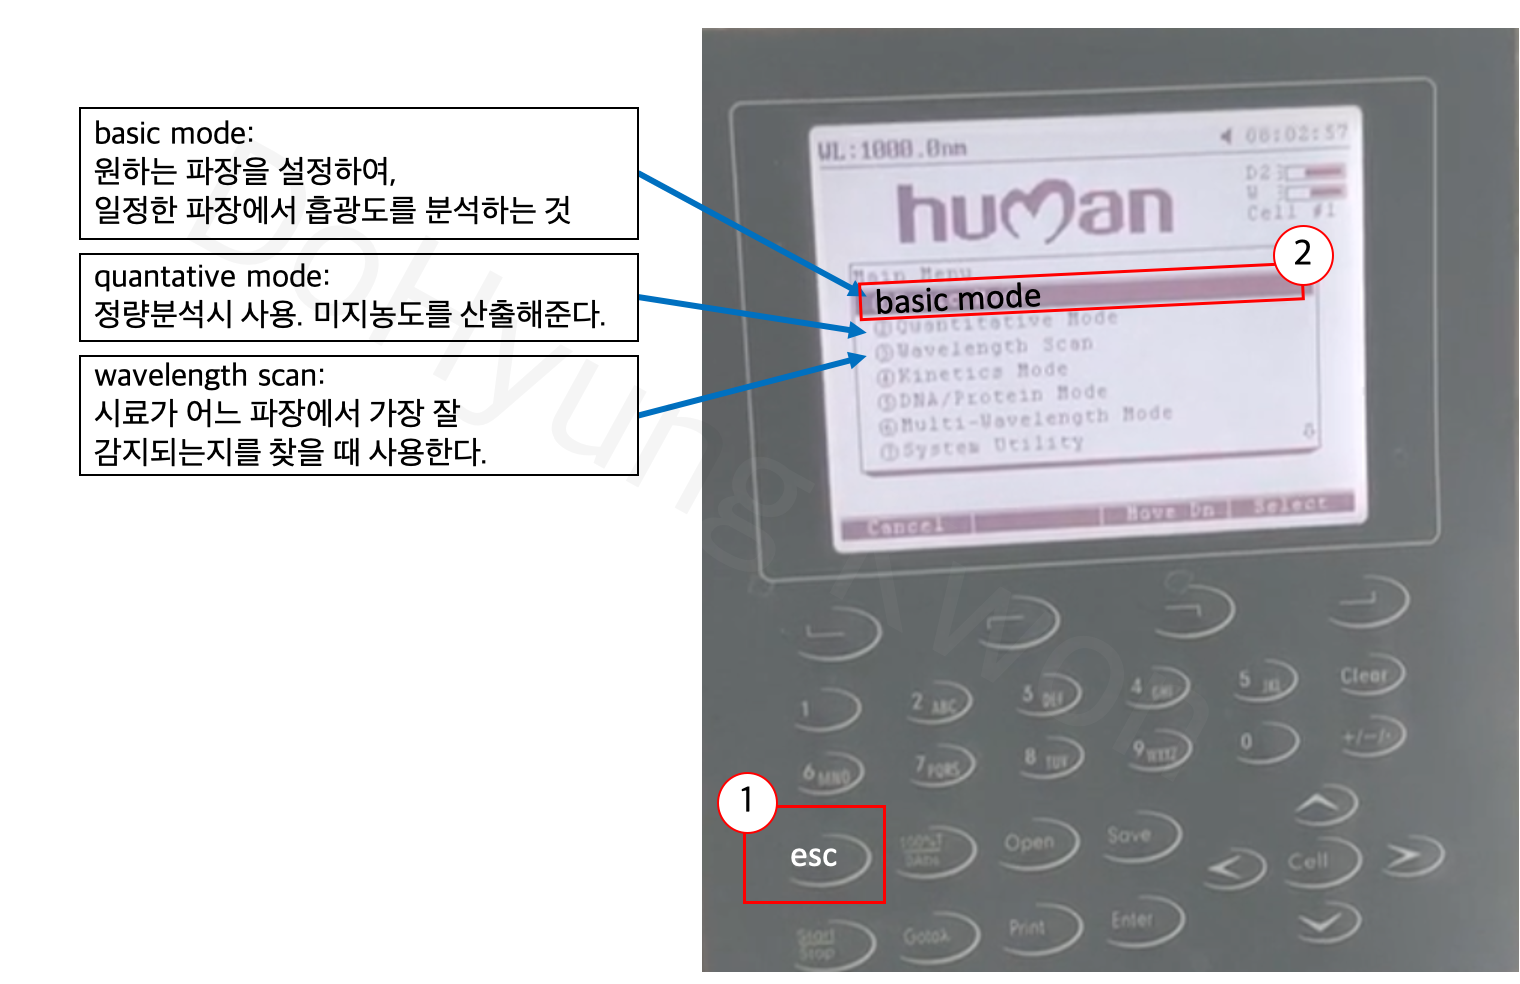 basic mode:
원하는 파장을 설정하여,
일정한 파장에서 흡광도를 분석하는 것
quantative mode:
정량분석시 사용. 미지농도를 산출해준다.
wavelength scan:
시료가 어느 파장에서 가장 잘
감지되는지를 찾을 때 사용한다.
WL:1000.0nm 08:02:57
D2
W
Cell #1
human
Main Menu
2
basic mode
②Quantitative Mode
③Wavelength Scan
④Kinetics Mode
⑤DNA/Protein Mode
⑥Multi-Wavelength Mode
⑦System Utility
Cancel Move Dn Select
1 2 ABC 3 DEF 4 GHI 5 JKL Clear
6 MNO 7 PQRS 8 TUV 9 WXYZ 0 +/-/·
1
esc 100%T Open Save Cell
0Abs
Start Gotoλ Print Enter
Stop
DoHyung Kwon